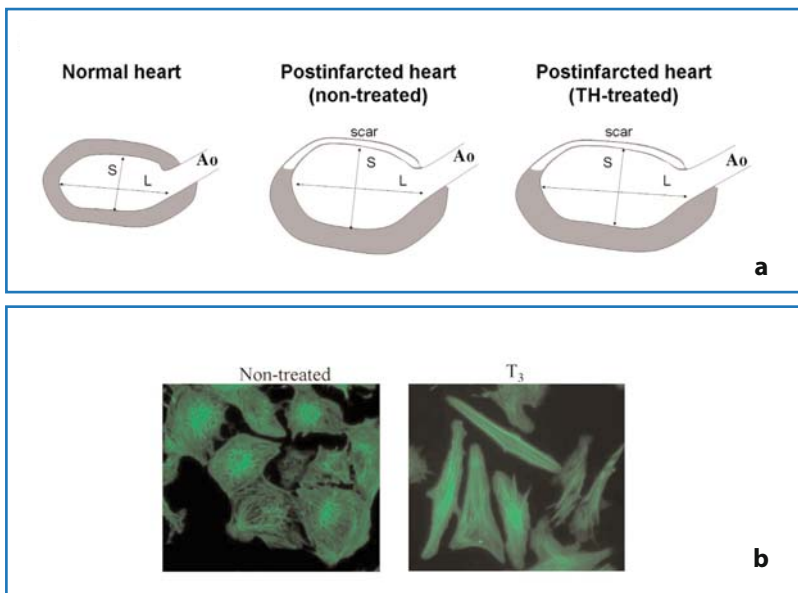 Normal heart
Postinfarcted heart
(non-treated)
Postinfarcted heart
(TH-treated)
S
L
Ao
scar
S
L
Ao
scar
S
L
Ao
a
Non-treated
T₃
b